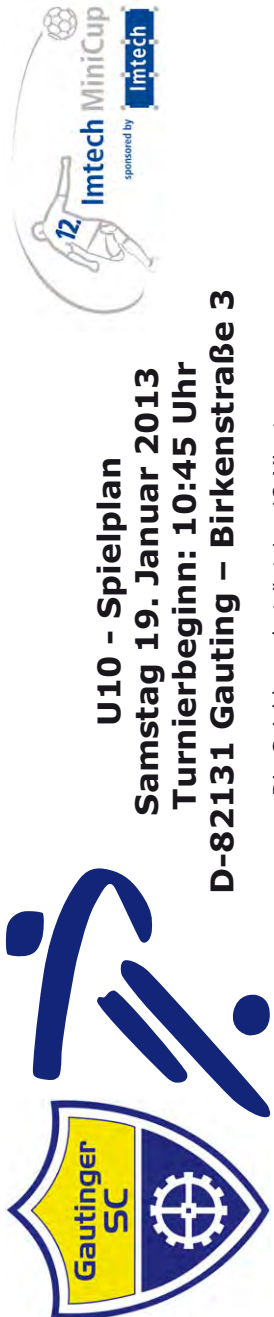 Gautinger
SC
U10 - Spielplan
Samstag 19. Januar 2013
Turnierbeginn: 10:45 Uhr
D-82131 Gauting – Birkenstraße 3
12.
Imtech MiniCup
sponsored by
Imtech